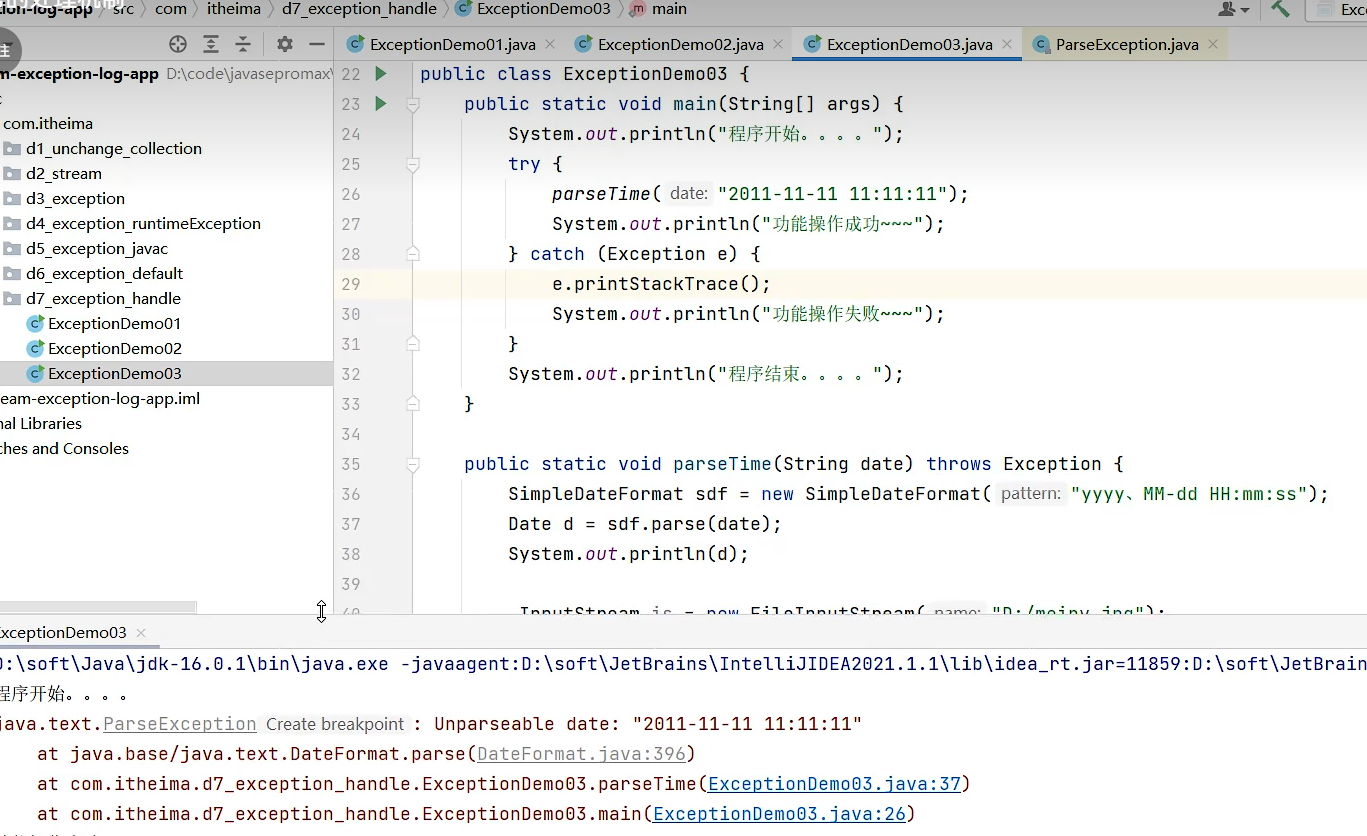 的处理机制
src com itheima d7_exception_handle ExceptionDemo03 main
ExceptionDemo01.java ExceptionDemo02.java ExceptionDemo03.java ParseException.java
m-exception-log-app D:\code\javasepromax\
com.itheima
d1_unchange_collection
d2_stream
d3_exception
d4_exception_runtimeException
d5_exception_javac
d6_exception_default
d7_exception_handle
ExceptionDemo01
ExceptionDemo02
ExceptionDemo03
eam-exception-log-app.iml
nal Libraries
ches and Consoles
22 public class ExceptionDemo03 {
23 public static void main(String[] args) {
24 System.out.println("程序开始。。。。");
25 try {
26 parseTime( date: "2011-11-11 11:11:11");
27 System.out.println("功能操作成功~~~");
28 } catch (Exception e) {
29 e.printStackTrace();
30 System.out.println("功能操作失败~~~");
31 }
32 System.out.println("程序结束。。。。");
33 }
34
35 public static void parseTime(String date) throws Exception {
36 SimpleDateFormat sdf = new SimpleDateFormat( pattern: "yyyy、MM-dd HH:mm:ss");
37 Date d = sdf.parse(date);
38 System.out.println(d);
39
40 InputStream is = new FileInputStream( name: "D:/meinv.jpg");
ExceptionDemo03
D:\soft\Java\jdk-16.0.1\bin\java.exe -javaagent:D:\soft\JetBrains\IntelliJIDEA2021.1.1\lib\idea_rt.jar=11859:D:\soft\JetBrain
程序开始。。。。
java.text.ParseException Create breakpoint : Unparseable date: "2011-11-11 11:11:11"
at java.base/java.text.DateFormat.parse(DateFormat.java:396)
at com.itheima.d7_exception_handle.ExceptionDemo03.parseTime(ExceptionDemo03.java:37)
at com.itheima.d7_exception_handle.ExceptionDemo03.main(ExceptionDemo03.java:26)